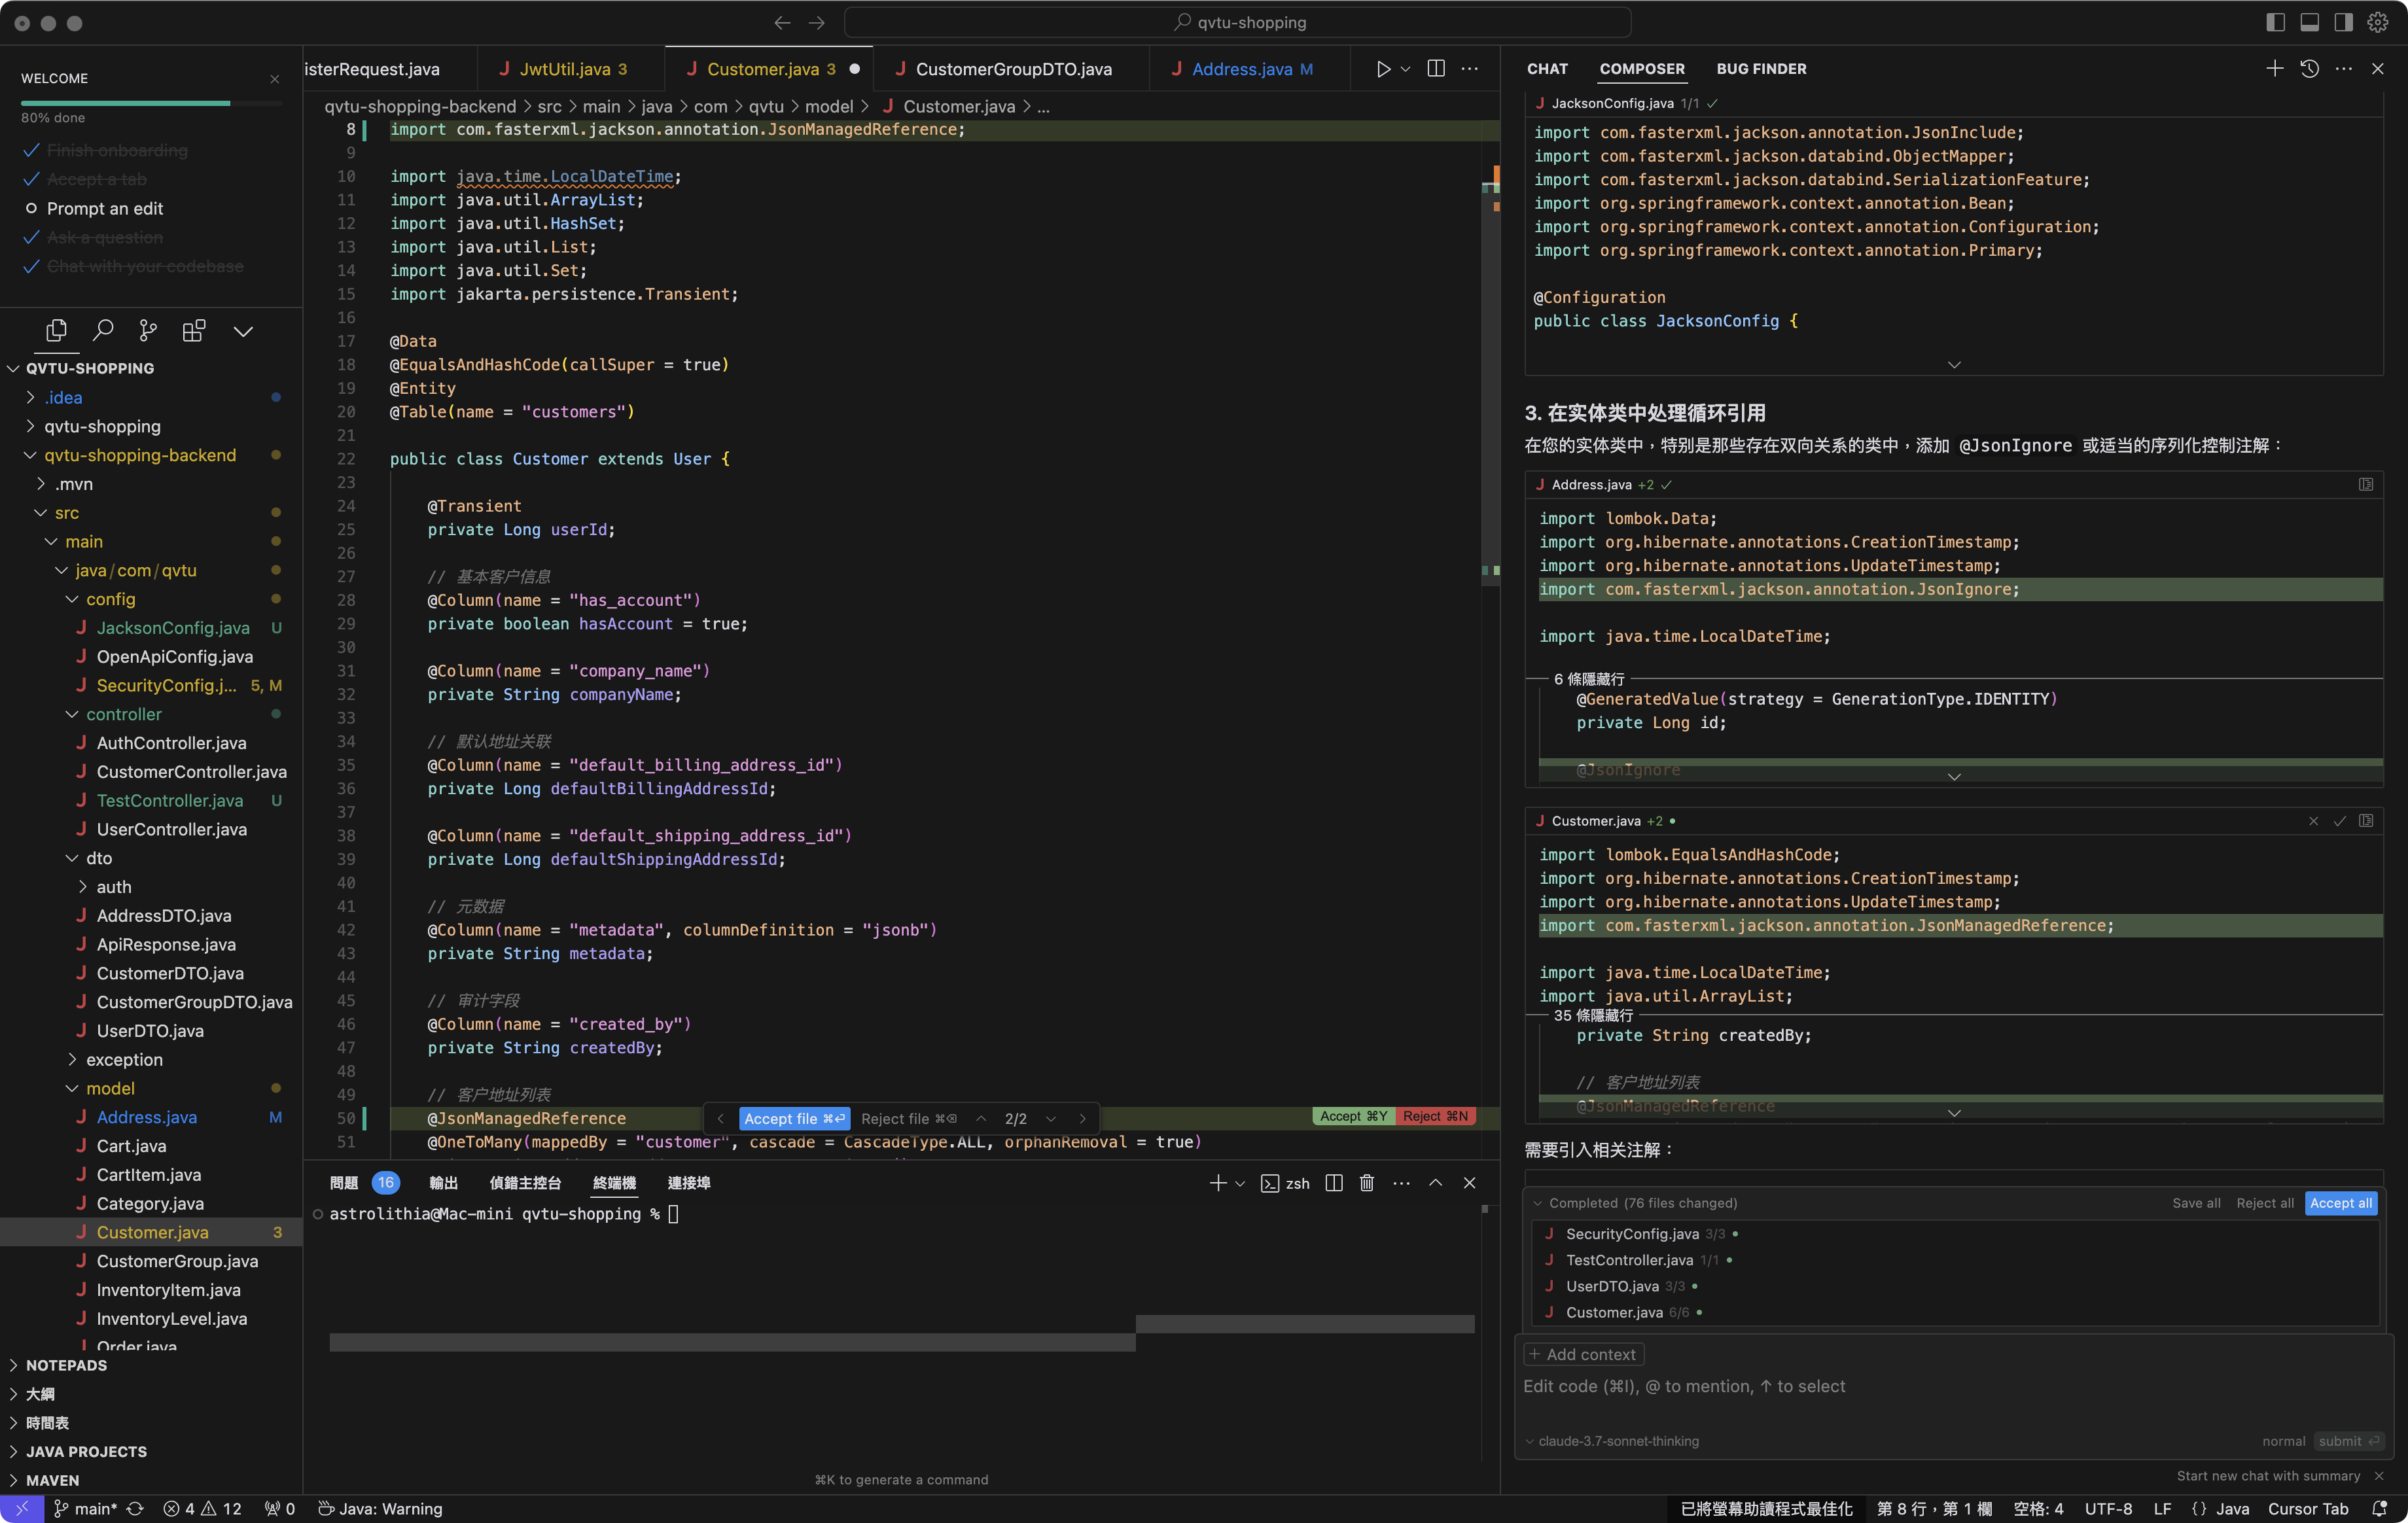 qvtu-shopping
WELCOME
80% done
Finish onboarding
Accept a tab
Prompt an edit
Ask a question
Chat with your codebase
QVTU-SHOPPING
.idea
qvtu-shopping
qvtu-shopping-backend
.mvn
src
main
java/com/qvtu
config
JacksonConfig.java U
OpenApiConfig.java
SecurityConfig.j... 5, M
controller
AuthController.java
CustomerController.java
TestController.java U
UserController.java
dto
auth
AddressDTO.java
ApiResponse.java
CustomerDTO.java
CustomerGroupDTO.java
UserDTO.java
exception
model
Address.java M
Cart.java
CartItem.java
Category.java
Customer.java 3
CustomerGroup.java
InventoryItem.java
InventoryLevel.java
Order.java
NOTEPADS
大綱
時間表
JAVA PROJECTS
MAVEN
isterRequest.java
JwtUtil.java 3
Customer.java 3
CustomerGroupDTO.java
Address.java M
qvtu-shopping-backend > src > main > java > com > qvtu > model > Customer.java > ...
8 import com.fasterxml.jackson.annotation.JsonManagedReference;
9
10 import java.time.LocalDateTime;
11 import java.util.ArrayList;
12 import java.util.HashSet;
13 import java.util.List;
14 import java.util.Set;
15 import jakarta.persistence.Transient;
16
17 @Data
18 @EqualsAndHashCode(callSuper = true)
19 @Entity
20 @Table(name = "customers")
21
22 public class Customer extends User {
23
24 @Transient
25 private Long userId;
26
27 // 基本客户信息
28 @Column(name = "has_account")
29 private boolean hasAccount = true;
30
31 @Column(name = "company_name")
32 private String companyName;
33
34 // 默认地址关联
35 @Column(name = "default_billing_address_id")
36 private Long defaultBillingAddressId;
37
38 @Column(name = "default_shipping_address_id")
39 private Long defaultShippingAddressId;
40
41 // 元数据
42 @Column(name = "metadata", columnDefinition = "jsonb")
43 private String metadata;
44
45 // 审计字段
46 @Column(name = "created_by")
47 private String createdBy;
48
49 // 客户地址列表
50 @JsonManagedReference
Accept file ⌘⏎ Reject file ⌘⌫ 2/2
Accept ⌘Y Reject ⌘N
51 @OneToMany(mappedBy = "customer", cascade = CascadeType.ALL, orphanRemoval = true)
問題 16 輸出 偵錯主控台 終端機 連接埠
zsh
astrolithia@Mac-mini qvtu-shopping %
⌘K to generate a command
CHAT COMPOSER BUG FINDER
JacksonConfig.java 1/1
import com.fasterxml.jackson.annotation.JsonInclude;
import com.fasterxml.jackson.databind.ObjectMapper;
import com.fasterxml.jackson.databind.SerializationFeature;
import org.springframework.context.annotation.Bean;
import org.springframework.context.annotation.Configuration;
import org.springframework.context.annotation.Primary;
@Configuration
public class JacksonConfig {
3. 在实体类中处理循环引用
在您的实体类中，特别是那些存在双向关系的类中，添加 @JsonIgnore 或适当的序列化控制注解：
Address.java +2
import lombok.Data;
import org.hibernate.annotations.CreationTimestamp;
import org.hibernate.annotations.UpdateTimestamp;
import com.fasterxml.jackson.annotation.JsonIgnore;
import java.time.LocalDateTime;
6 條隱藏行
@GeneratedValue(strategy = GenerationType.IDENTITY)
private Long id;
@JsonIgnore
Customer.java +2
import lombok.EqualsAndHashCode;
import org.hibernate.annotations.CreationTimestamp;
import org.hibernate.annotations.UpdateTimestamp;
import com.fasterxml.jackson.annotation.JsonManagedReference;
import java.time.LocalDateTime;
import java.util.ArrayList;
35 條隱藏行
private String createdBy;
// 客户地址列表
@JsonManagedReference
需要引入相关注解：
Completed (76 files changed) Save all Reject all Accept all
SecurityConfig.java 3/3
TestController.java 1/1
UserDTO.java 3/3
Customer.java 6/6
+ Add context
Edit code (⌘I), @ to mention, ↑ to select
claude-3.7-sonnet-thinking
normal submit ⏎
Start new chat with summary
main* 4 12 0 Java: Warning
已將螢幕助讀程式最佳化 第 8 行，第 1 欄 空格: 4 UTF-8 LF {} Java Cursor Tab